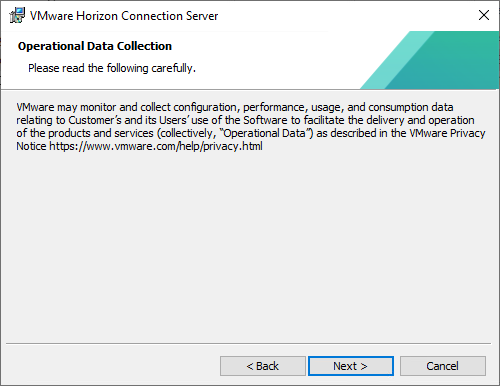 VMware Horizon Connection Server
Operational Data Collection
Please read the following carefully.
VMware may monitor and collect configuration, performance, usage, and consumption data
relating to Customer’s and its Users’ use of the Software to facilitate the delivery and operation
of the products and services (collectively, “Operational Data”) as described in the VMware Privacy
Notice https://www.vmware.com/help/privacy.html
< Back
Next >
Cancel